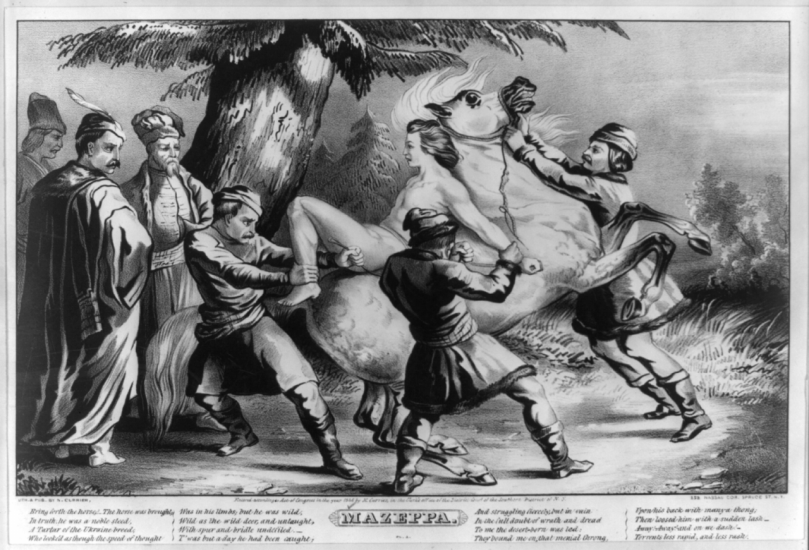 LITH. & PUB. BY N. CURRIER,
Entered according to Act of Congress in the year 1846 by N. Currier, in the Clerk's Office of the District Court of the Southern District of N.Y.
152 NASSAU COR. SPRUCE ST. N.Y.
MAZEPPA.
Pl. 1.
Bring forth the horse! The horse was brought,
In truth, he was a noble steed,
A Tartar of the Ukraine breed;
Who look'd as though the speed of thought
Was in his limbs; but he was wild;
Wild as the wild deer, and untaught,
With spur and bridle undefiled
T'was but a day he had been caught;
And struggling fiercely, but in vain
In the full doubt of wrath and dread
To me the desert-born was led:
They bound me on, that menial throng,
Upon his back with many a thong;
Then loosed him with a sudden lash
Away! Away! and on we dash!
Torrents less rapid, and less rash.